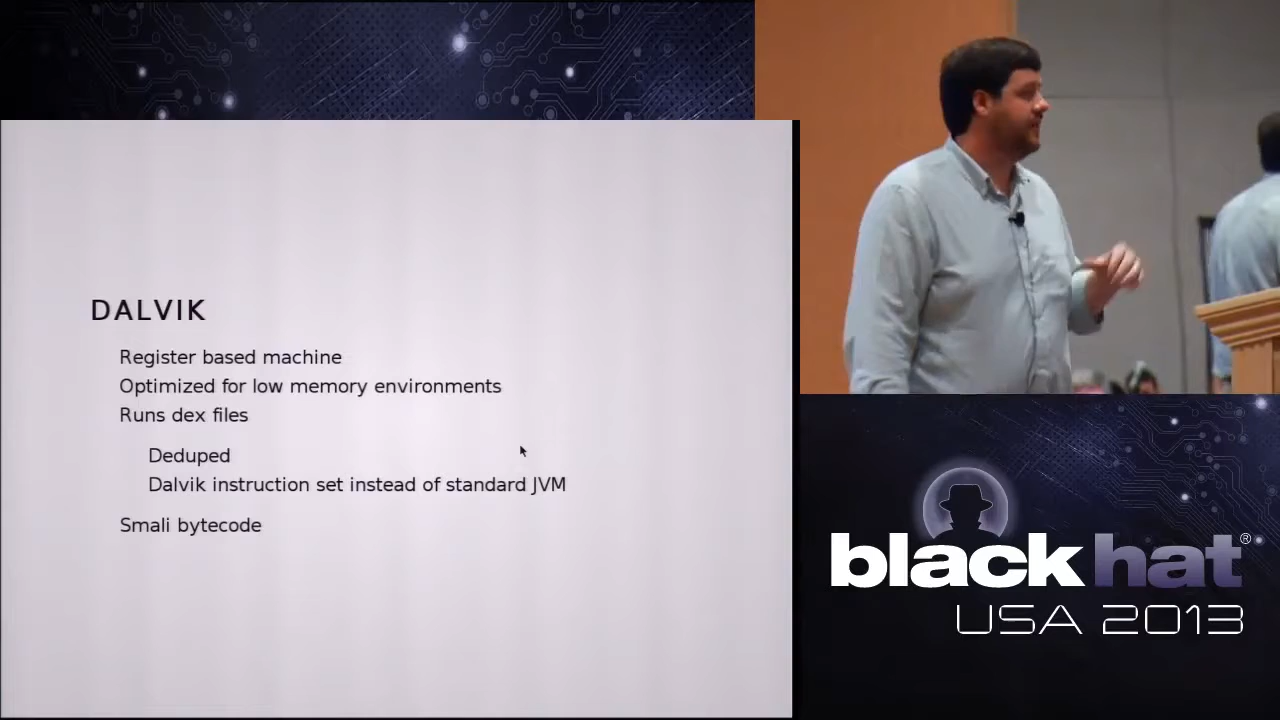 DALVIK
Register based machine
Optimized for low memory environments
Runs dex files
Deduped
Dalvik instruction set instead of standard JVM
Smali bytecode
black hat®
USA 2013